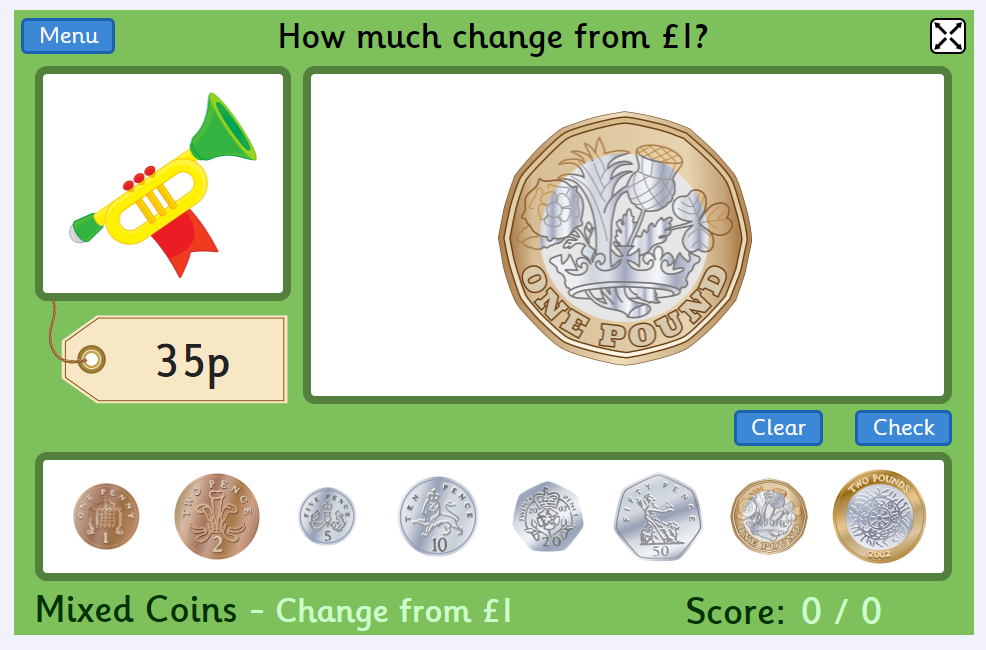 Menu
How much change from £1?
ONE POUND
35p
Clear
Check
ONE PENNY
1
TWO PENCE
2
FIVE PENCE
5
TEN PENCE
10
20
FIFTY PENCE
50
ONE POUND
TWO POUNDS
2002
Mixed Coins - Change from £1
Score: 0 / 0